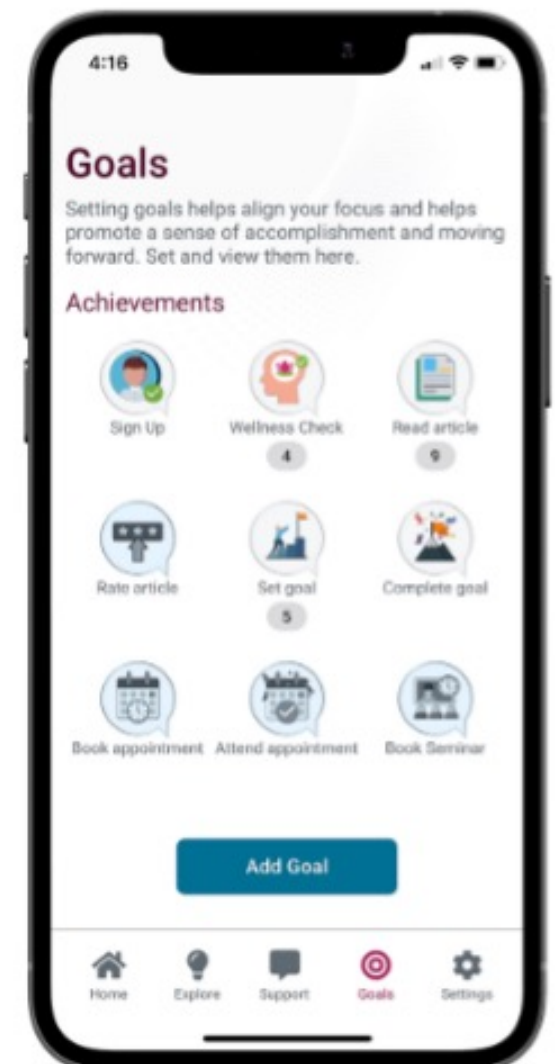 4:16
Goals
Setting goals helps align your focus and helps
promote a sense of accomplishment and moving
forward. Set and view them here.
Achievements
Sign Up
Wellness Check
Read article
4
9
Rate article
Set goal
Complete goal
5
Book appointment
Attend appointment
Book Seminar
Add Goal
Home
Explore
Support
Goals
Settings